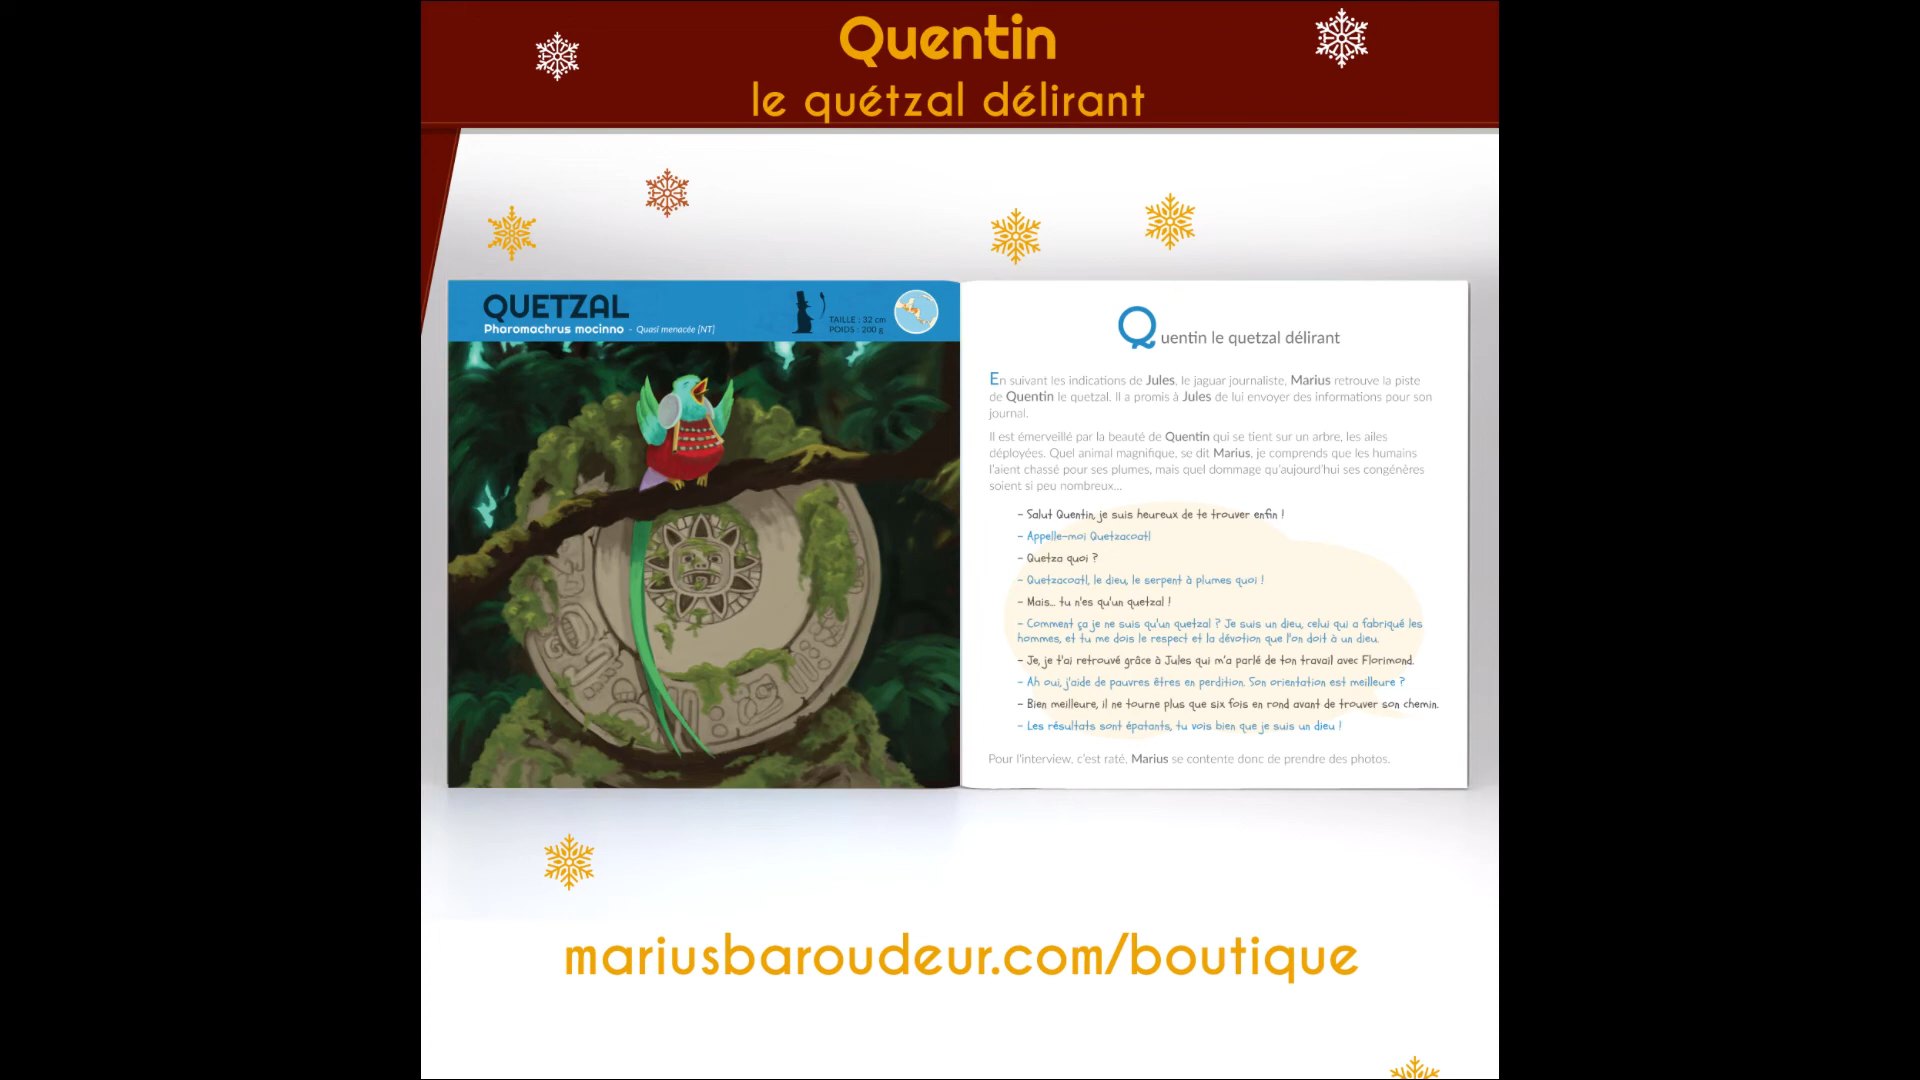 Quentin
le quétzal délirant
QUETZAL
Pharomachrus mocinno - Quasi menacée [NT]
TAILLE : 32 cm
POIDS : 200 g
Quentin le quetzal délirant
En suivant les indications de Jules, le jaguar journaliste, Marius retrouve la piste
de Quentin le quetzal. Il a promis à Jules de lui envoyer des informations pour son
journal.
Il est émerveillé par la beauté de Quentin qui se tient sur un arbre, les ailes
déployées. Quel animal magnifique, se dit Marius, je comprends que les humains
l'aient chassé pour ses plumes, mais quel dommage qu'aujourd'hui ses congénères
soient si peu nombreux...
– Salut Quentin, je suis heureux de te trouver enfin !
– Appelle-moi Quetzacoatl
– Quetza quoi ?
– Quetzacoatl, le dieu, le serpent à plumes quoi !
– Mais... tu n'es qu'un quetzal !
– Comment ça je ne suis qu'un quetzal ? Je suis un dieu, celui qui a fabriqué les
hommes, et tu me dois le respect et la dévotion que l'on doit à un dieu.
– Je, je t'ai retrouvé grâce à Jules qui m'a parlé de ton travail avec Florimond.
– Ah oui, j'aide de pauvres êtres en perdition. Son orientation est meilleure ?
– Bien meilleure, il ne tourne plus que six fois en rond avant de trouver son chemin.
– Les résultats sont épatants, tu vois bien que je suis un dieu !
Pour l'interview, c'est raté, Marius se contente donc de prendre des photos.
mariusbaroudeur.com/boutique